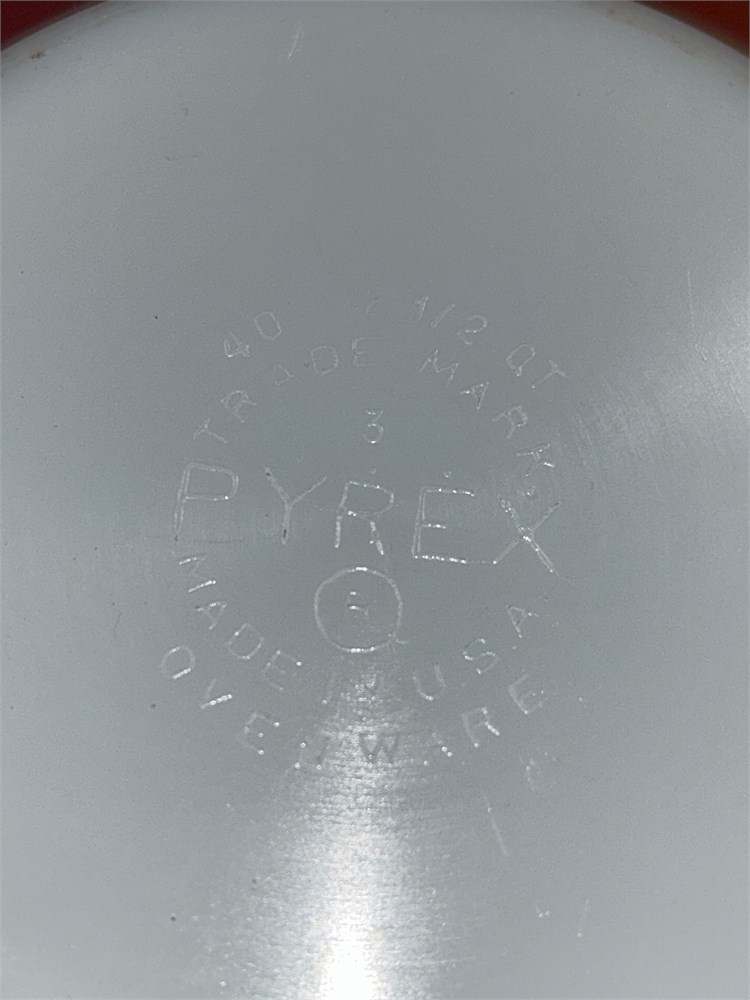 40 1/2 QT
TRADE MARK
3
PYREX
MADE IN U.S.A.
OVENWARE